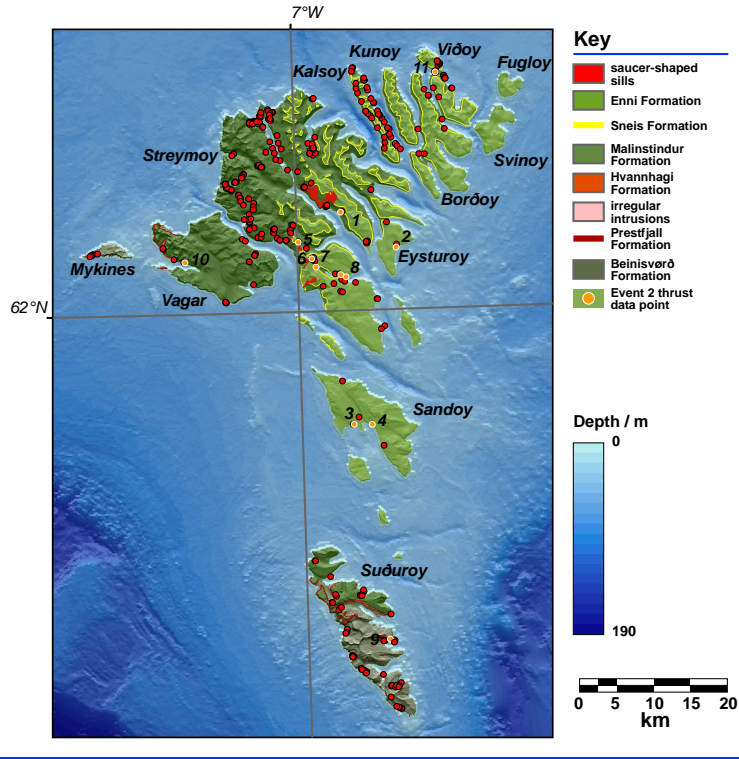 7°W
Kunoy
Viðoy
Fugloy
Kalsoy
11
Streymoy
Svinoy
Borðoy
1
2
5
Eysturoy
6
7
8
10
Mykines
Vagar
62°N
3
4
Sandoy
Suðuroy
9
Key
saucer-shaped
sills
Enni Formation
Sneis Formation
Malinstindur
Formation
Hvannhagi
Formation
irregular
intrusions
Prestfjall
Formation
Beinisvørð
Formation
Event 2 thrust
data point
Depth / m
0
190
0 5 10 15 20
km